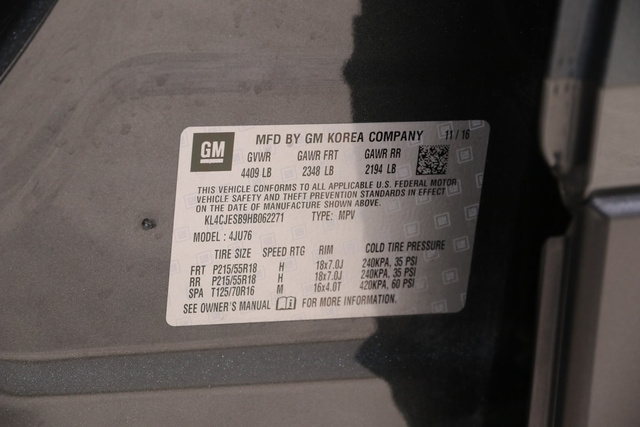 GM
MFD BY GM KOREA COMPANY 11 / 16
GVWR GAWR FRT GAWR RR
4409 LB 2348 LB 2194 LB
THIS VEHICLE CONFORMS TO ALL APPLICABLE U.S. FEDERAL MOTOR
VEHICLE SAFETY AND THEFT PREVENTION STANDARDS IN EFFECT
ON THE DATE OF MANUFACTURE SHOWN ABOVE.
KL4CJESB9HB062271 TYPE: MPV
MODEL : 4JU76
TIRE SIZE SPEED RTG RIM COLD TIRE PRESSURE
FRT P215/55R18 H 18x7.0J 240KPA, 35 PSI
RR P215/55R18 H 18x7.0J 240KPA, 35 PSI
SPA T125/70R16 M 16x4.0T 420KPA, 60 PSI
SEE OWNER'S MANUAL FOR MORE INFORMATION.